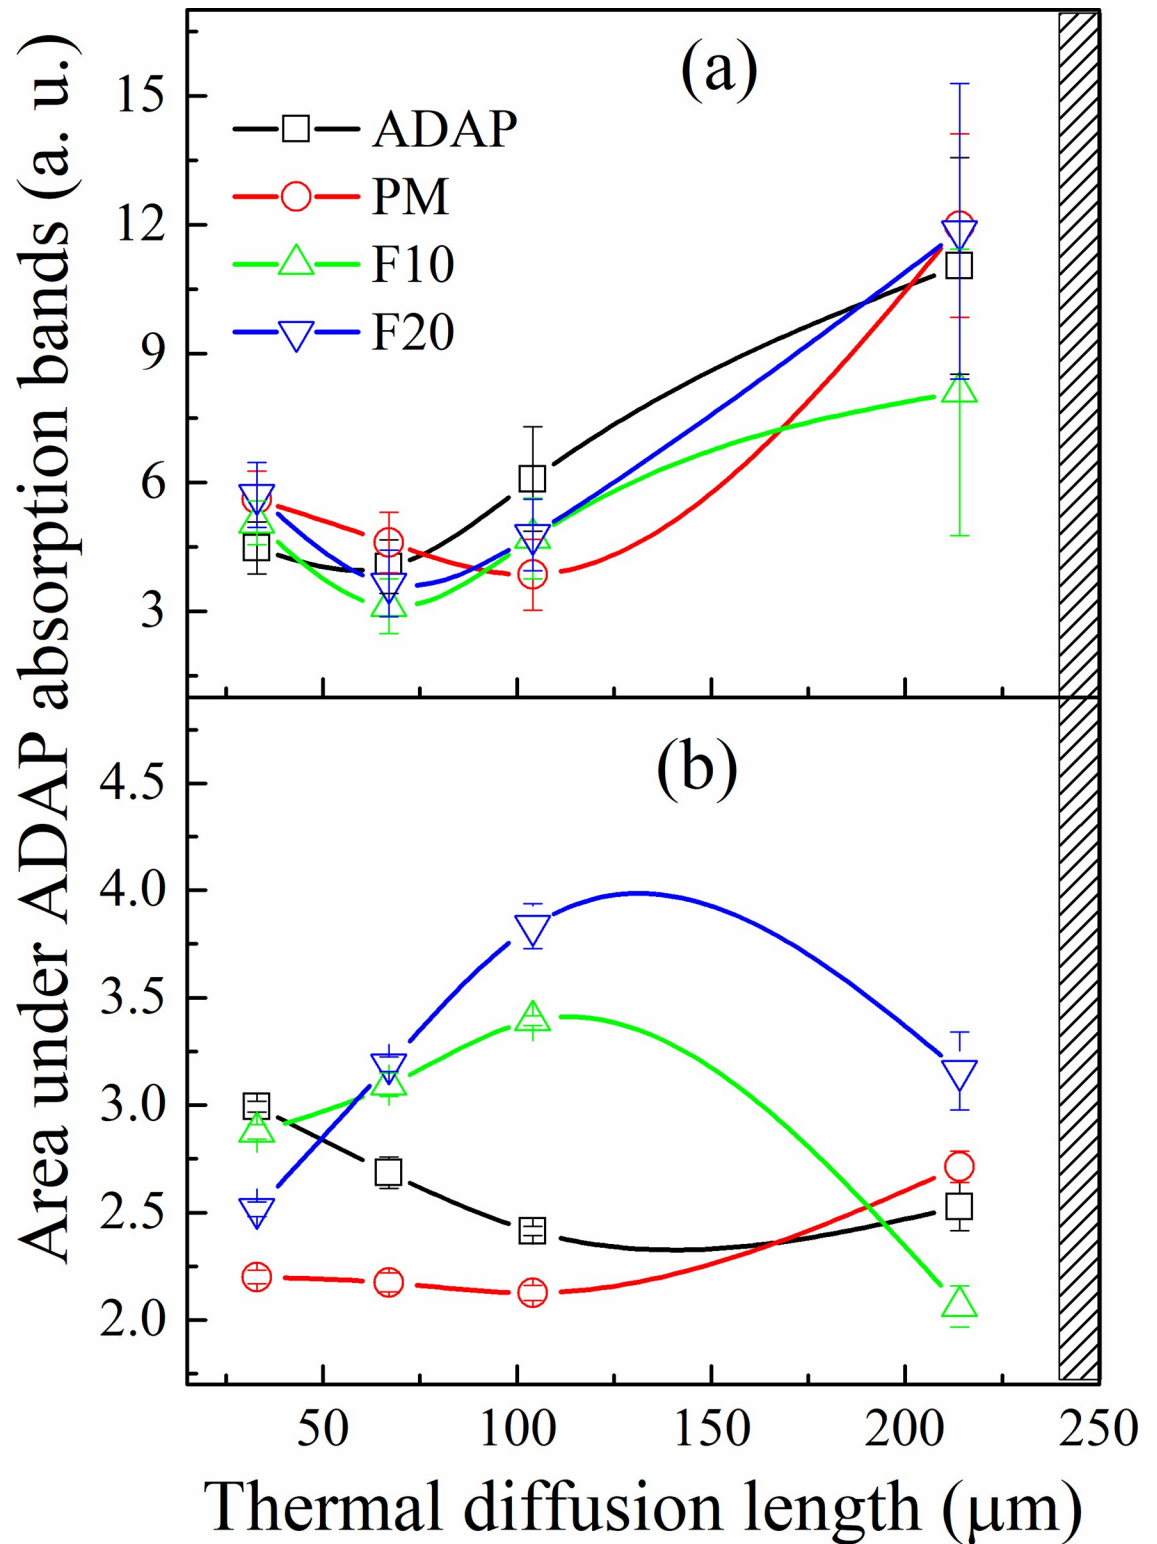 Area under ADAP absorption bands (a. u.)
(a)
15
12
9
6
3
ADAP
PM
F10
F20
(b)
4.5
4.0
3.5
3.0
2.5
2.0
50 100 150 200 250
Thermal diffusion length (μm)